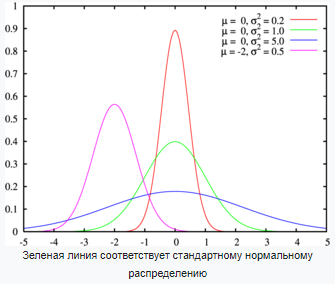 1
0.9
0.8
0.7
0.6
0.5
0.4
0.3
0.2
0.1
0
μ = 0, σ² = 0.2
μ = 0, σ² = 1.0
μ = 0, σ² = 5.0
μ = -2, σ² = 0.5
-5 -4 -3 -2 -1 0 1 2 3 4 5
Зеленая линия соответствует стандартному нормальному
распределению